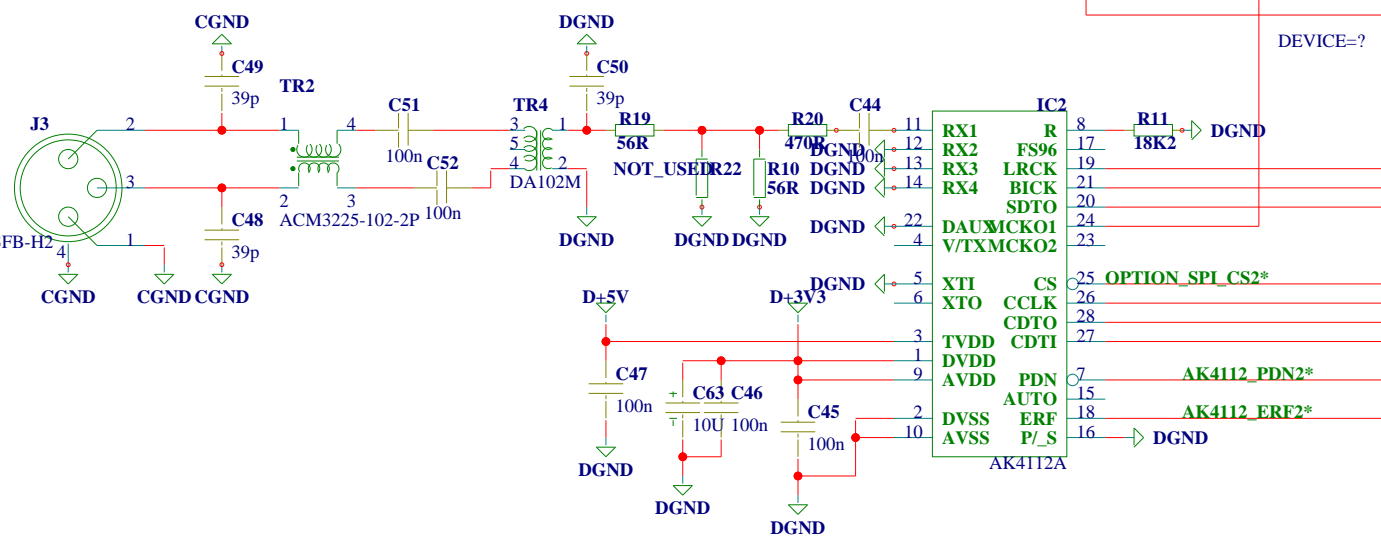 CGND
DGND
DEVICE=?
C49
39p
C50
39p
TR2
J3
2
1
4
C51
100n
TR4
3
1
5
4
2
DA102M
R19
56R
R20
470R
C44
100n
IC2
R11
18K2
DGND
11
RX1
R
8
DGND
12
RX2
FS96
17
C52
100n
NOT_USED
R22
R10
56R
DGND
13
RX3
LRCK
19
DGND
14
RX4
BICK
21
SDTO
20
3
2
3
ACM3225-102-2P
C48
39p
1
FB-H2
4
DGND
DGND
DGND
DGND
22
DAUX
MCKO1
24
4
V/TX
MCKO2
23
CGND
CGND
CGND
DGND
5
XTI
CS
25
OPTION_SPI_CS2*
D+5V
D+3V3
6
XTO
CCLK
26
CDTO
28
3
TVDD
CDTI
27
1
DVDD
9
AVDD
PDN
7
AK4112_PDN2*
C47
100n
+
C63
10U
C46
100n
C45
100n
AUTO
15
2
DVSS
ERF
18
AK4112_ERF2*
10
AVSS
P/_S
16
DGND
AK4112A
DGND
DGND
DGND